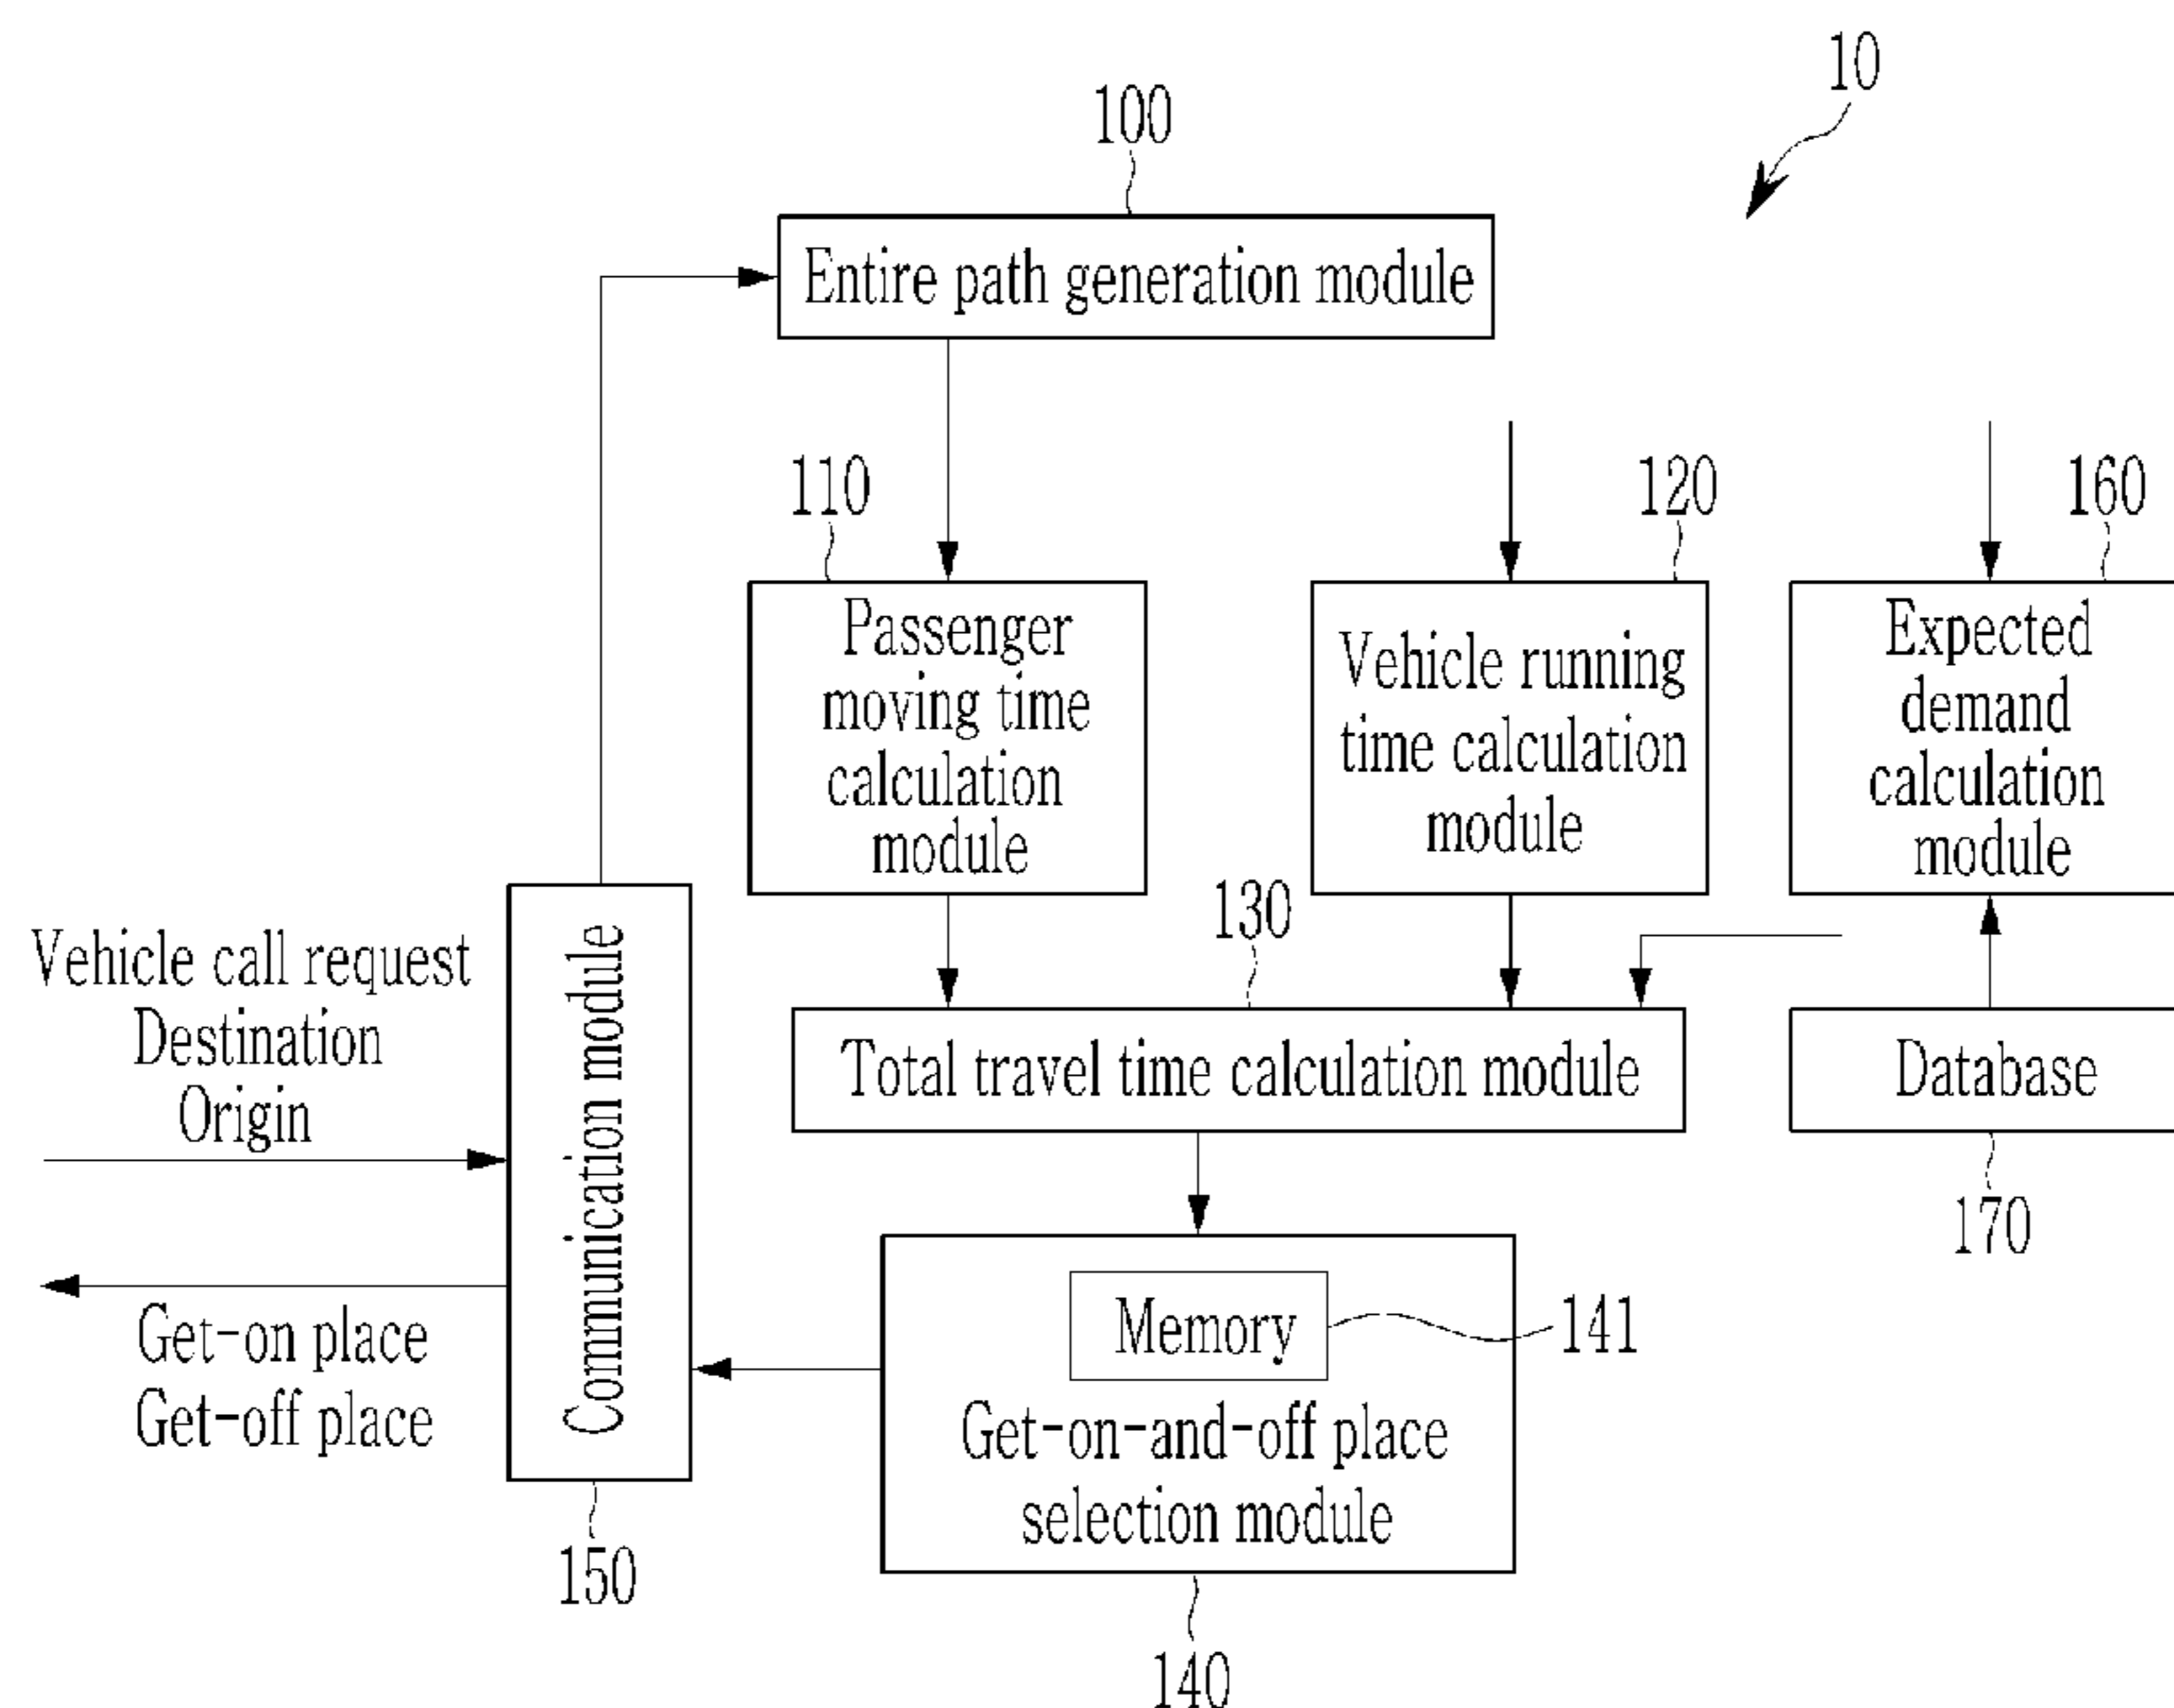 10
100
Entire path generation module
110
120
160
Passenger
moving time
calculation
module
Vehicle running
time calculation
module
Expected
demand
calculation
module
130
Vehicle call request
Destination
Origin
Communication module
Total travel time calculation module
Database
170
Get-on place
Get-off place
Memory
141
Get-on-and-off place
selection module
150
140